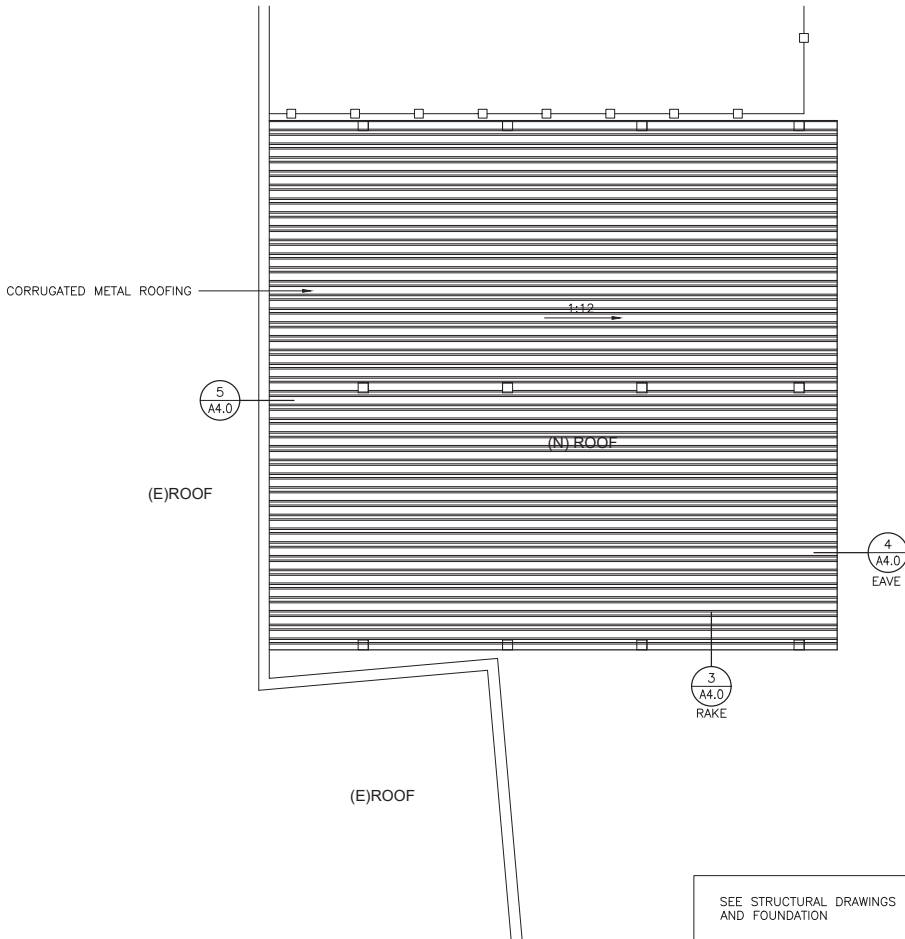 CORRUGATED METAL ROOFING
1:12
5
A4.0
(N) ROOF
(E)ROOF
4
A4.0
EAVE
3
A4.0
RAKE
(E)ROOF
SEE STRUCTURAL DRAWINGS
AND FOUNDATION